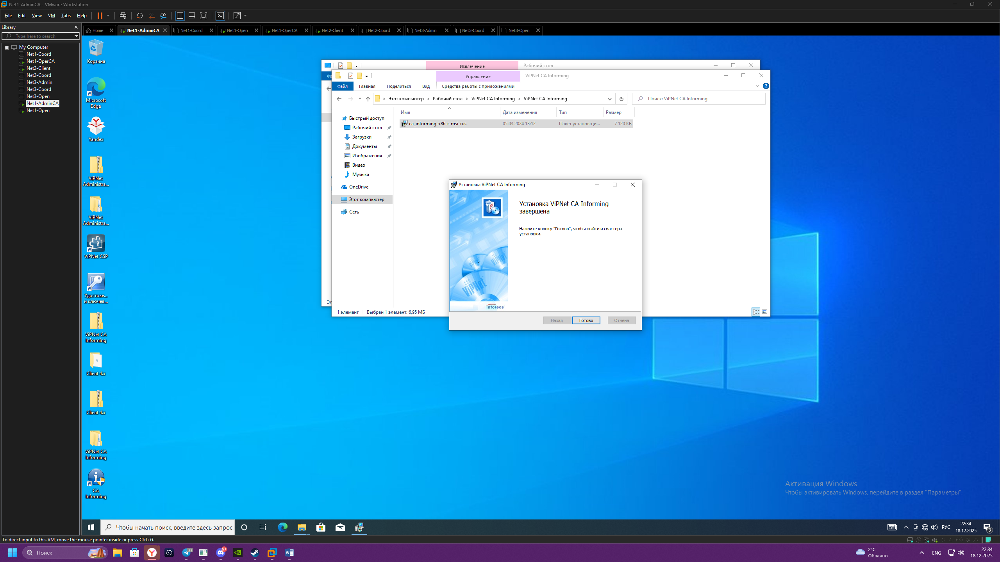 Net1-AdminCA - VMware Workstation
File Edit View VM Tabs Help
Library
Type here to search
My Computer
Net1-Coord
Net1-OperCA
Net2-Client
Net2-Coord
Net3-Admin
Net3-Coord
Net3-Open
Net1-AdminCA
Net1-Open
Home Net1-AdminCA Net1-Coord Net1-Open Net1-OperCA Net2-Client Net2-Coord Net3-Admin Net3-Coord Net3-Open
Корзина
Microsoft
Edge
Yandex
ViPNet
Administra...
ViPNet
Administra...
ViPNet CSP
Удостове...
и ключев...
ViPNet CA
Informing
Client 4.x
Client 4.x
ViPNet CA
Informing
CA
Informing
Извлечение Рабочий стол
Управление ViPNet CA Informing
Файл Главная Поделиться Вид Средства работы с приложениями
Этот компьютер Рабочий стол ViPNet CA Informing ViPNet CA Informing
Поиск: ViPNet CA Informing
Быстрый доступ
Рабочий стол
Загрузки
Документы
Изображения
Видео
Музыка
OneDrive
Этот компьютер
Сеть
Имя Дата изменения Тип Размер
ca_informing-x86-r-msi-rus 05.03.2024 13:12 Пакет установщи... 7 120 КБ
1 элемент Выбран 1 элемент: 6,95 МБ
Установка ViPNet CA Informing
Установка ViPNet CA Informing
завершена
Нажмите кнопку "Готово", чтобы выйти из мастера
установки.
ViPNet
infotecs
Назад Готово Отмена
Активация Windows
Чтобы активировать Windows, перейдите в раздел "Параметры".
Чтобы начать поиск, введите здесь запрос
РУС
22:34
18.12.2025
3
To direct input to this VM, move the mouse pointer inside or press Ctrl+G.
Поиск
99
9+
2°C
Облачно
ENG
22:34
18.12.2025